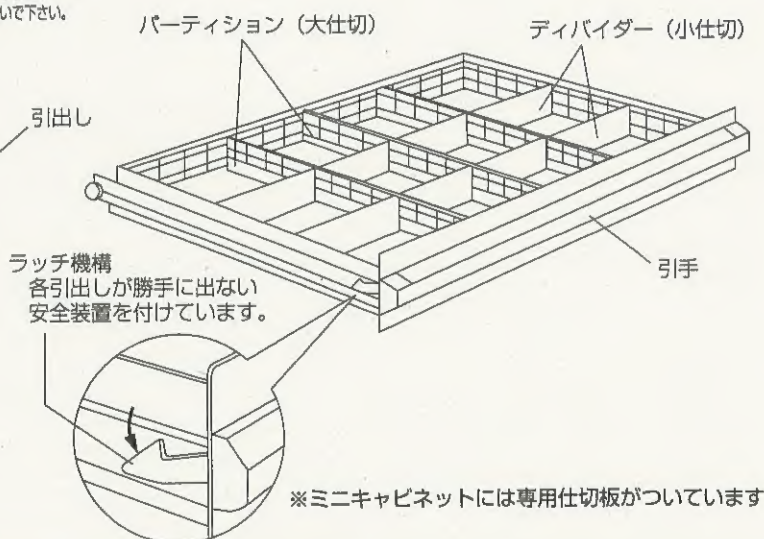 いで下さい。
パーティション（大仕切）
ディバイダー（小仕切）
引出し
ラッチ機構
各引出しが勝手に出ない
安全装置を付けています。
引手
※ミニキャビネットには専用仕切板がついています